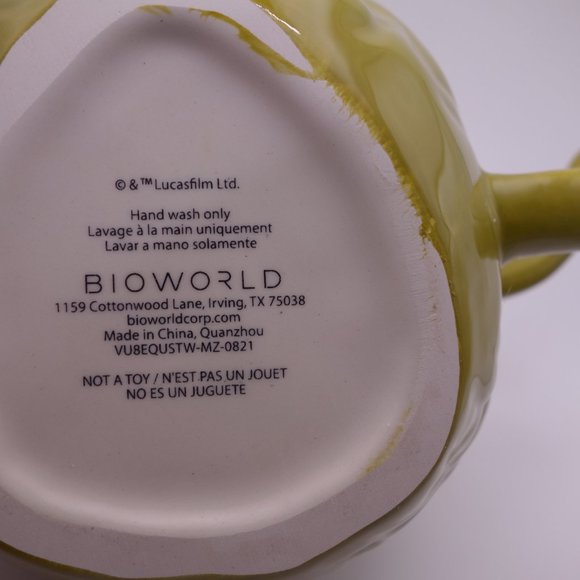 © & ™ Lucasfilm Ltd.
Hand wash only
Lavage à la main uniquement
Lavar a mano solamente
BIOWORLD
1159 Cottonwood Lane, Irving, TX 75038
bioworldcorp.com
Made in China, Quanzhou
VU8EQUSTW-MZ-0821
NOT A TOY / N'EST PAS UN JOUET
NO ES UN JUGUETE